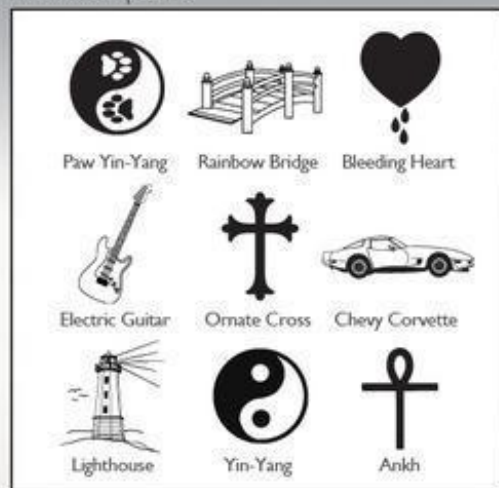 Paw Yin-Yang Rainbow Bridge Bleeding Heart
Electric Guitar Ornate Cross Chevy Corvette
Lighthouse Yin-Yang Ankh